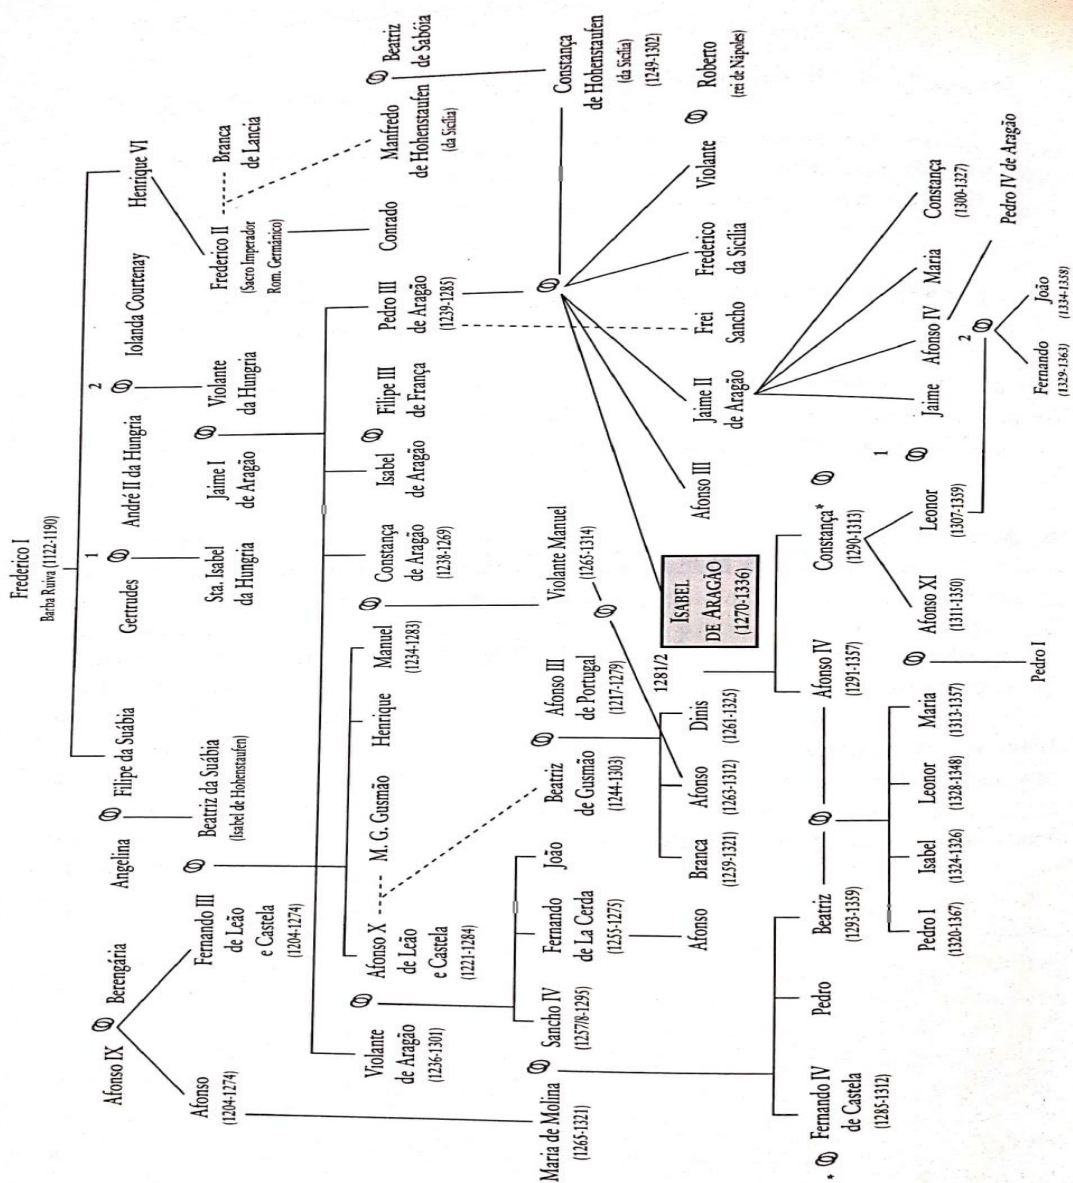 Frederico I
Barba Ruiva (1122-1190)
Filipe da Suábia
Henrique VI
Angelina
Gertrudes
1
André II da Hungria
2
Iolanda Courtenay
Afonso IX
Berengária
Beatriz da Suábia
(Isabel de Hohenstaufen)
Sta. Isabel
da Hungria
Violante
da Hungria
Frederico II
(Sacro Imperador
Rom. Germânico)
Branca
de Lancia
Afonso
(1204-1274)
Fernando III
de Leão
e Castela
(1204-1274)
Jaime I
de Aragão
Violante
de Aragão
(1236-1301)
Afonso X
de Leão
e Castela
(1221-1284)
M. G. Gusmão
Henrique
Manuel
(1234-1283)
Constança
de Aragão
(1238-1269)
Isabel
de Aragão
Filipe III
de França
Pedro III
de Aragão
(1239-1285)
Conrado
Manfredo
de Hohenstaufen
(da Sicília)
Beatriz
de Sabóia
Maria de Molina
(1265-1321)
Sancho IV
(1257/8-1295)
Fernando
de La Cerda
(1255-1275)
João
Beatriz
de Gusmão
(1244-1303)
Afonso III
de Portugal
(1217-1279)
Violante Manuel
(1265-1314)
Constança
de Hohenstaufen
(da Sicília)
(1249-1302)
Afonso
Branca
(1259-1321)
Afonso
(1263-1312)
Dinis
(1261-1325)
1281/2
ISABEL
DE ARAGÃO
(1270-1336)
Afonso III
Jaime II
de Aragão
Frei
Sancho
Frederico
da Sicília
Violante
Roberto
(rei de Nápoles)
* Fernando IV
de Castela
(1285-1312)
Pedro
Beatriz
(1293-1359)
Afonso IV
(1291-1357)
Constança*
(1290-1313)
Pedro I
(1320-1367)
Isabel
(1324-1326)
Leonor
(1328-1348)
Maria
(1313-1357)
Afonso XI
(1311-1350)
Leonor
(1307-1359)
1
Jaime
Afonso IV
Maria
Constança
(1300-1327)
2
Pedro I
Fernando
(1329-1363)
João
(1334-1358)
Pedro IV de Aragão